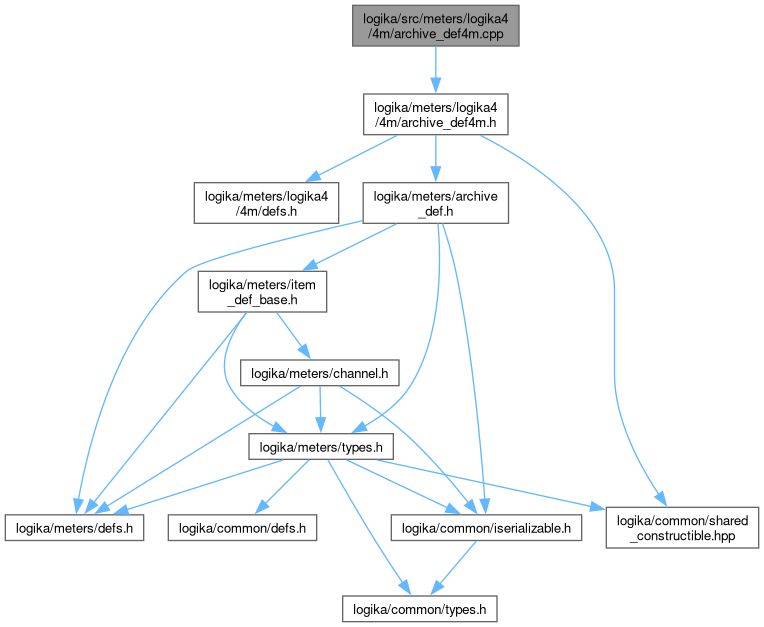 logika/src/meters/logika4
/4m/archive_def4m.cpp
logika/meters/logika4
/4m/archive_def4m.h
logika/meters/logika4
/4m/defs.h
logika/meters/archive
_def.h
logika/meters/item
_def_base.h
logika/meters/channel.h
logika/meters/types.h
logika/meters/defs.h
logika/common/defs.h
logika/common/iserializable.h
logika/common/shared
_constructible.hpp
logika/common/types.h